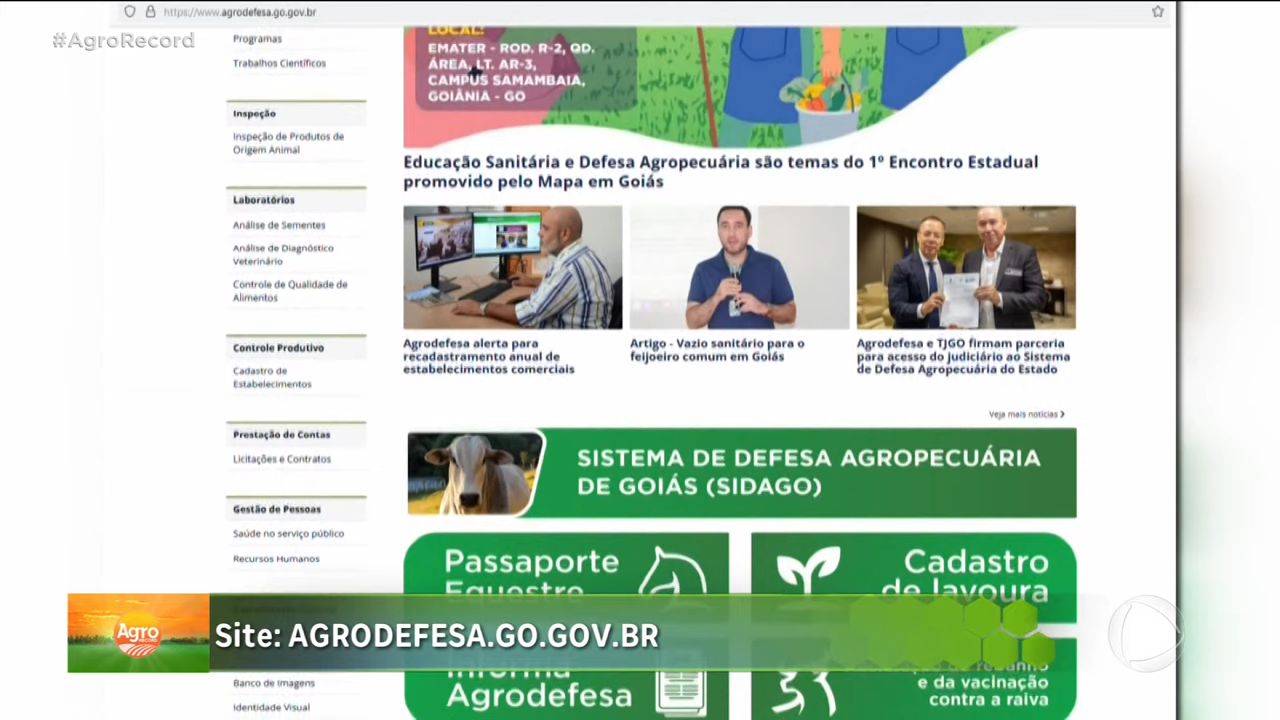 https://www.agrodefesa.go.gov.br
#AgroRecord
Programas
Trabalhos Científicos
Inspeção
Inspeção de Produtos de
Origem Animal
Laboratórios
Análise de Sementes
Análise de Diagnóstico
Veterinário
Controle de Qualidade de
Alimentos
Controle Produtivo
Cadastro de
Estabelecimentos
Prestação de Contas
Licitações e Contratos
Gestão de Pessoas
Saúde no serviço público
Recursos Humanos
Banco de Imagens
Identidade Visual
LOCAL:
EMATER - ROD. R-2, QD.
ÁREA, LT. AR-3,
CAMPUS SAMAMBAIA,
GOIÂNIA - GO
Educação Sanitária e Defesa Agropecuária são temas do 1º Encontro Estadual
promovido pelo Mapa em Goiás
Agrodefesa alerta para
recadastramento anual de
estabelecimentos comerciais
Artigo - Vazio sanitário para o
feijoeiro comum em Goiás
Agrodefesa e TJGO firmam parceria
para acesso do judiciário ao Sistema
de Defesa Agropecuária do Estado
Veja mais notícias
SISTEMA DE DEFESA AGROPECUÁRIA
DE GOIÁS (SIDAGO)
Passaporte
Equestre
Cadastro
de lavoura
Agro
Site: AGRODEFESA.GO.GOV.BR
Informa
Agrodefesa
rebanho
e da vacinação
contra a raiva